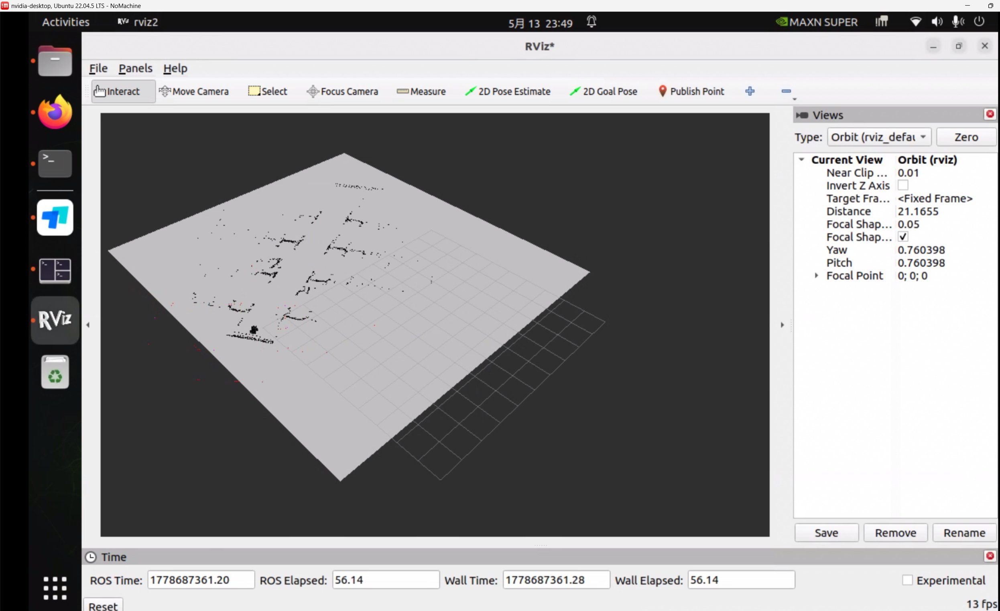 nvidia-desktop, Ubuntu 22.04.5 LTS - NoMachine
Activities
RViz rviz2
5月 13 23:49
MAXN SUPER
RViz*
File Panels Help
Interact Move Camera Select Focus Camera Measure 2D Pose Estimate 2D Goal Pose Publish Point
Views
Type: Orbit (rviz_defau Zero
Current View Orbit (rviz)
Near Clip ... 0.01
Invert Z Axis
Target Fra... <Fixed Frame>
Distance 21.1655
Focal Shap... 0.05
Focal Shap... ✓
Yaw 0.760398
Pitch 0.760398
Focal Point 0; 0; 0
RViz
Save Remove Rename
Time
ROS Time: 1778687361.20 ROS Elapsed: 56.14 Wall Time: 1778687361.28 Wall Elapsed: 56.14 Experimental
Reset 13 fps